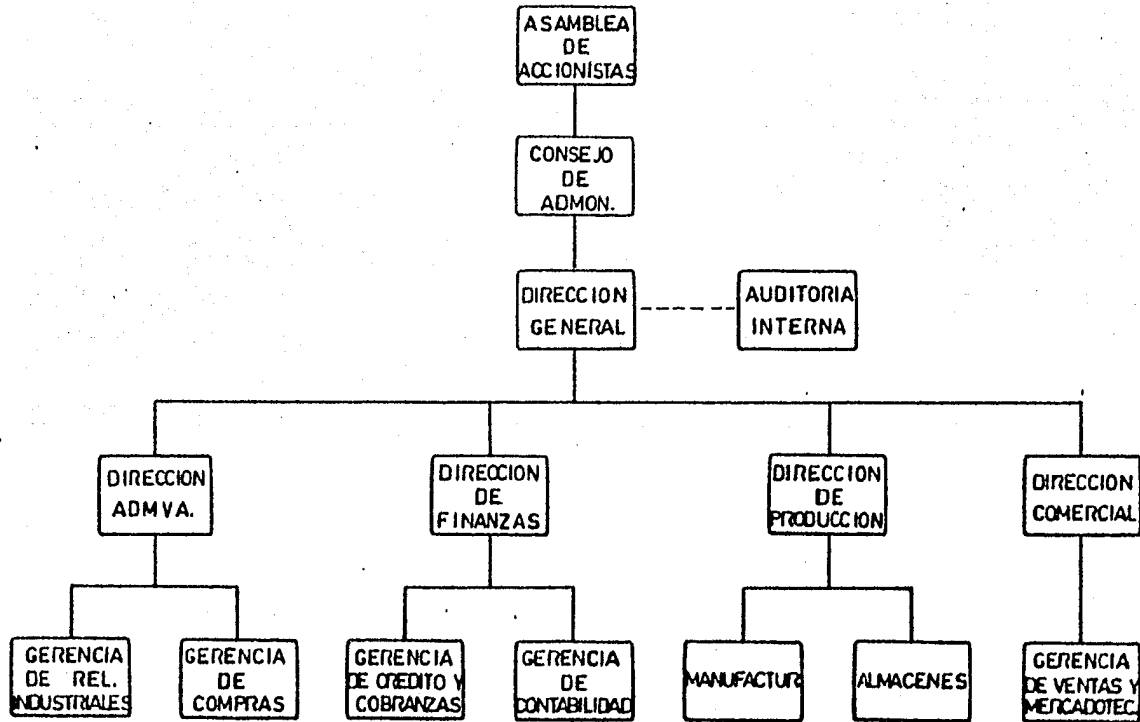 ASAMBLEA
DE
ACCIONISTAS
CONSEJO
DE
ADMON.
DIRECCION
GENERAL
AUDITORIA
INTERNA
DIRECCION
ADMVA.
DIRECCION
DE
FINANZAS
DIRECCION
DE
PRODUCCION
DIRECCION
COMERCIAL
GERENCIA
DE REL.
INDUSTRIALES
GERENCIA
DE
COMPRAS
GERENCIA
DE CREDITO Y
COBRANZAS
GERENCIA
DE
CONTABILIDAD
MANUFACTUR
ALMACENES
GERENCIA
DE VENTAS Y
MERCADOTEC.